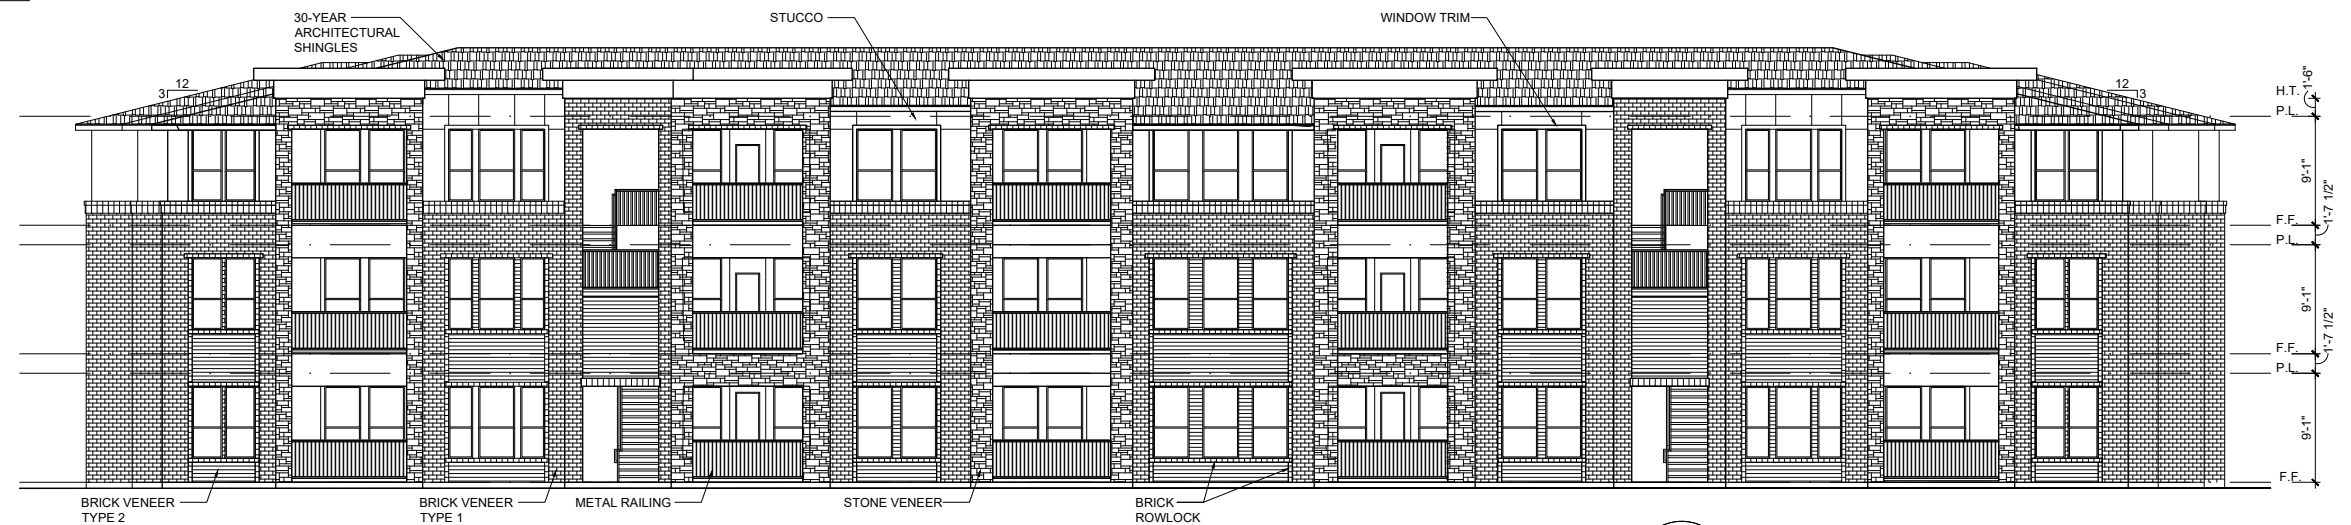 30-YEAR
ARCHITECTURAL
SHINGLES
STUCCO
WINDOW TRIM
12
3
12
3
H.T.
1'-6"
P.L.
9'-1"
F.F.
1'-7 1/2"
P.L.
9'-1"
F.F.
1'-7 1/2"
P.L.
9'-1"
F.F.
BRICK VENEER
TYPE 2
BRICK VENEER
TYPE 1
METAL RAILING
STONE VENEER
BRICK
ROWLOCK